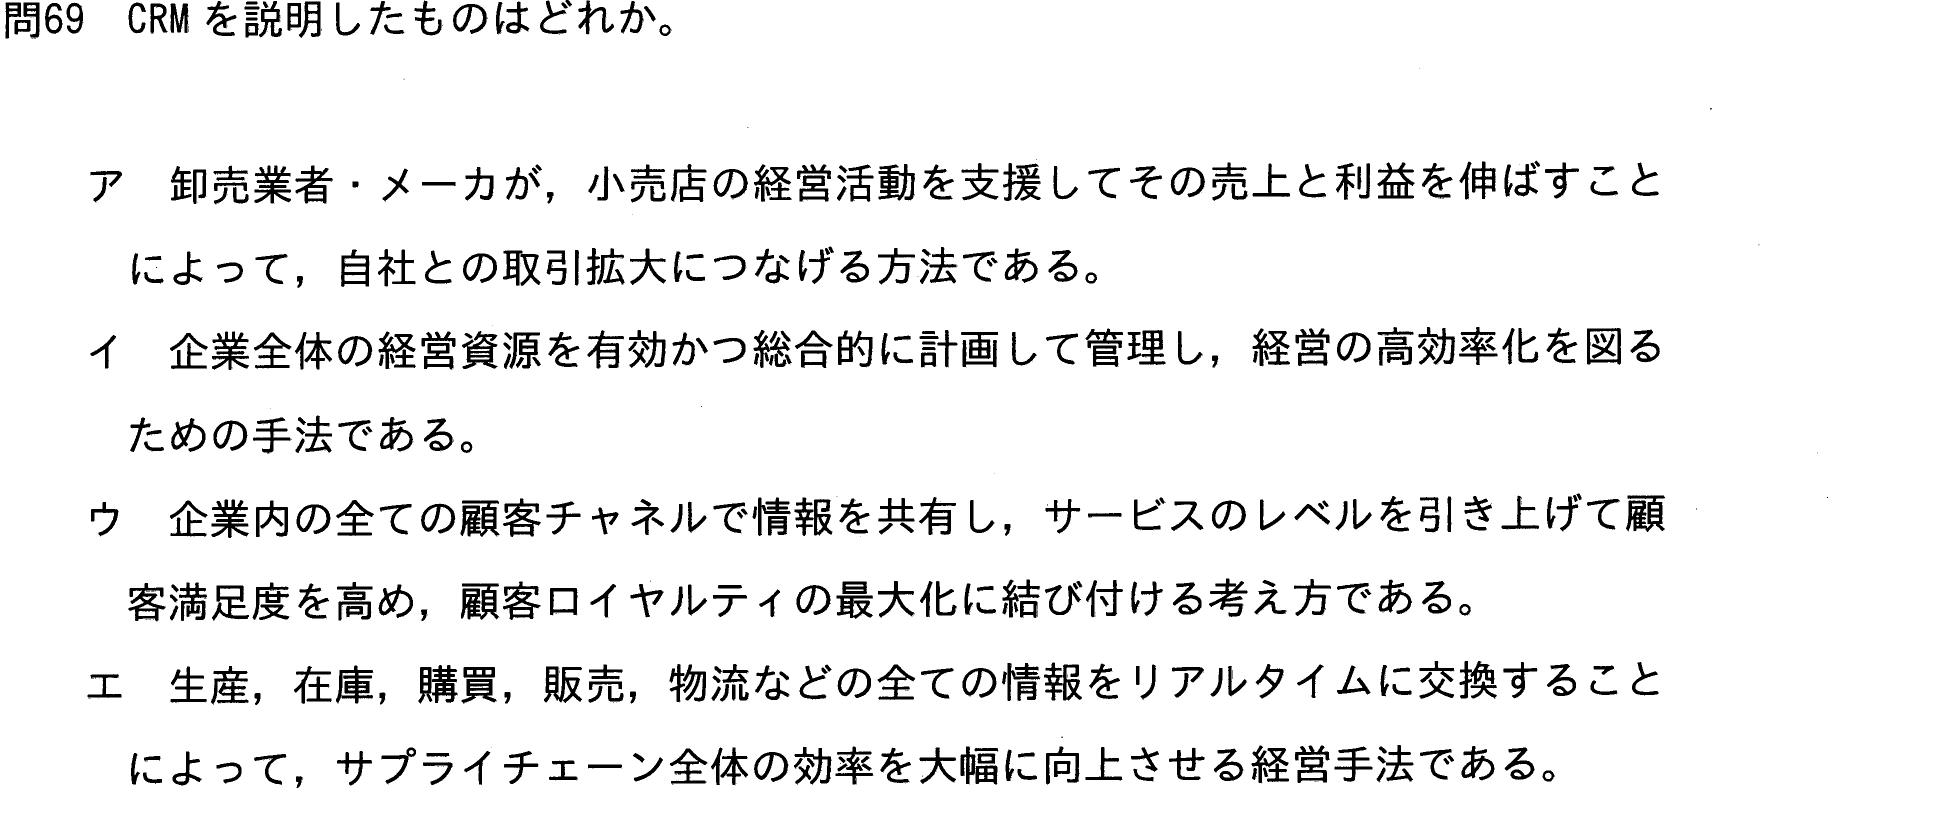 問69 CRM を説明したものはどれか。
ア 卸売業者・メーカが，小売店の経営活動を支援してその売上と利益を伸ばすこと
によって，自社との取引拡大につなげる方法である。
イ 企業全体の経営資源を有効かつ総合的に計画して管理し，経営の高効率化を図る
ための手法である。
ウ 企業内の全ての顧客チャネルで情報を共有し，サービスのレベルを引き上げて顧
客満足度を高め，顧客ロイヤルティの最大化に結び付ける考え方である。
エ 生産，在庫，購買，販売，物流などの全ての情報をリアルタイムに交換すること
によって，サプライチェーン全体の効率を大幅に向上させる経営手法である。